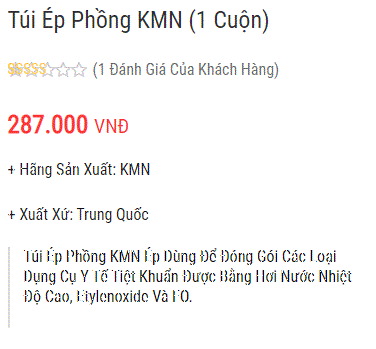 Túi Ép Phồng KMN (1 Cuộn)
(1 Đánh Giá Của Khách Hàng)
287.000 VNĐ
+ Hãng Sản Xuất: KMN
+ Xuất Xứ: Trung Quốc
Túi Ép Phồng KMN Ép Dùng Để Đóng Gói Các Loại
Dụng Cụ Y Tế Tiệt Khuẩn Được Bằng Hơi Nước Nhiệt
Độ Cao, Etylenoxide Và EO.